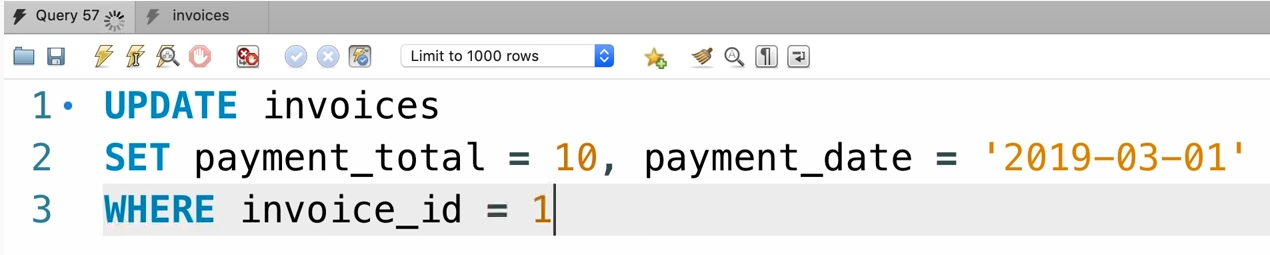 Query 57 invoices
Limit to 1000 rows
1 UPDATE invoices
2 SET payment_total = 10, payment_date = '2019-03-01'
3 WHERE invoice_id = 1